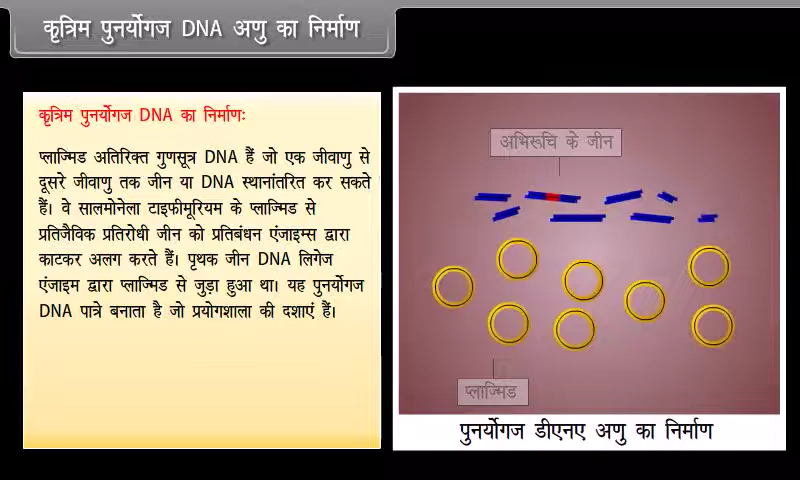 कृत्रिम पुनर्योगज DNA अणु का निर्माण
कृत्रिम पुनर्योगज DNA का निर्माणः
प्लाज्मिड अतिरिक्त गुणसूत्र DNA हैं जो एक जीवाणु से
दूसरे जीवाणु तक जीन या DNA स्थानांतरित कर सकते
हैं। वे सालमोनेला टाइफीमूरियम के प्लाज्मिड से
प्रतिजैविक प्रतिरोधी जीन को प्रतिबंधन एंजाइम्स द्वारा
काटकर अलग करते हैं। पृथक जीन DNA लिगेज
एंजाइम द्वारा प्लाज्मिड से जुड़ा हुआ था। यह पुनर्योगज
DNA पात्रे बनाता है जो प्रयोगशाला की दशाएं हैं।
अभिरूचि के जीन
प्लाज्मिड
पुनर्योगज डीएनए अणु का निर्माण